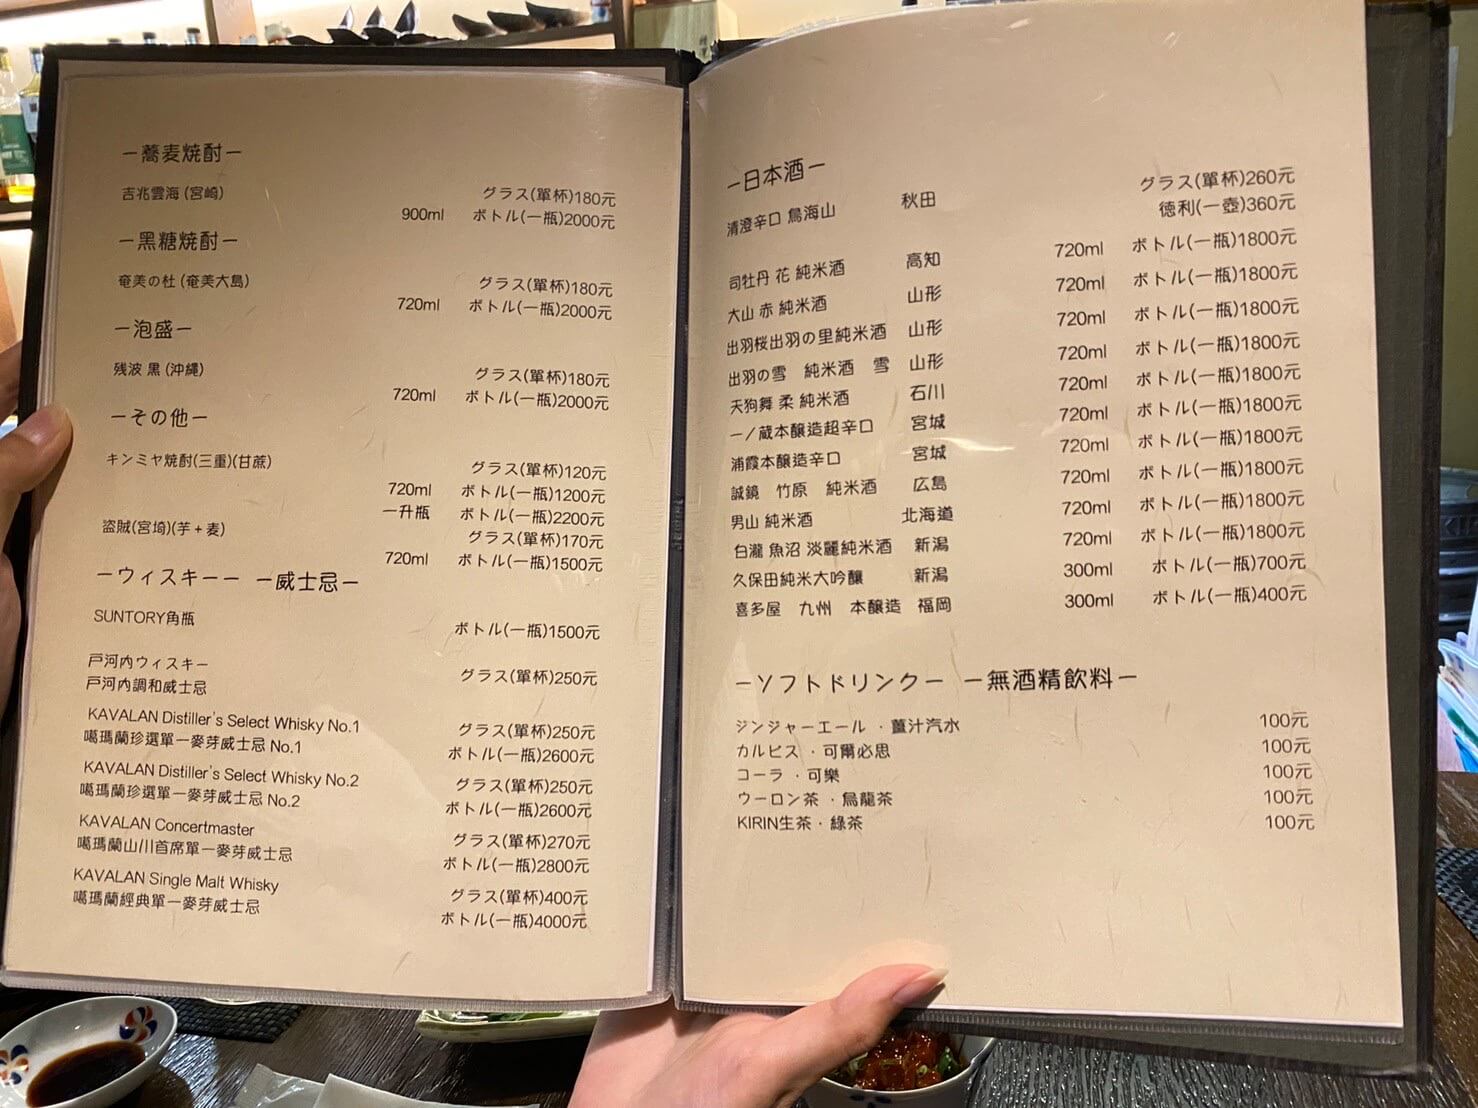 －蕎麦焼酎－
吉兆雲海 (宮崎) グラス(單杯)180元
900ml ボトル(一瓶)2000元
－黑糖焼酎－
奄美の杜 (奄美大島) グラス(單杯)180元
720ml ボトル(一瓶)2000元
－泡盛－
残波 黒 (沖縄) グラス(單杯)180元
720ml ボトル(一瓶)2000元
－その他－
キンミヤ焼酎(三重)(甘蔗) グラス(單杯)120元
720ml ボトル(一瓶)1200元
一升瓶 ボトル(一瓶)2200元
盗賊(宮埼)(芋＋麦) グラス(單杯)170元
720ml ボトル(一瓶)1500元
－ウィスキー－ －威士忌－
SUNTORY角瓶 ボトル(一瓶)1500元
戸河内ウィスキー
戸河內調和威士忌 グラス(單杯)250元
KAVALAN Distiller's Select Whisky No.1 グラス(單杯)250元
噶瑪蘭珍選單一麥芽威士忌 No.1 ボトル(一瓶)2600元
KAVALAN Distiller's Select Whisky No.2 グラス(單杯)250元
噶瑪蘭珍選單一麥芽威士忌 No.2 ボトル(一瓶)2600元
KAVALAN Concertmaster グラス(單杯)270元
噶瑪蘭山川首席單一麥芽威士忌 ボトル(一瓶)2800元
KAVALAN Single Malt Whisky グラス(單杯)400元
噶瑪蘭經典單一麥芽威士忌 ボトル(一瓶)4000元
－日本酒－
清澄辛口 鳥海山 秋田 グラス(單杯)260元
徳利(一壺)360元
720ml ボトル(一瓶)1800元
司牡丹 花 純米酒 高知 720ml ボトル(一瓶)1800元
大山 赤 純米酒 山形 720ml ボトル(一瓶)1800元
出羽桜出羽の里純米酒 山形 720ml ボトル(一瓶)1800元
出羽の雪 純米酒 雪 山形 720ml ボトル(一瓶)1800元
天狗舞 柔 純米酒 石川 720ml ボトル(一瓶)1800元
一ノ蔵本醸造超辛口 宮城 720ml ボトル(一瓶)1800元
浦霞本醸造辛口 宮城 720ml ボトル(一瓶)1800元
誠鏡 竹原 純米酒 広島 720ml ボトル(一瓶)1800元
男山 純米酒 北海道 720ml ボトル(一瓶)1800元
白瀧 魚沼 淡麗純米酒 新潟 300ml ボトル(一瓶)700元
久保田純米大吟醸 新潟 300ml ボトル(一瓶)400元
喜多屋 九州 本醸造 福岡
－ソフトドリンク－ －無酒精飲料－
ジンジャーエール ・薑汁汽水 100元
カルピス ・可爾必思 100元
コーラ ・可樂 100元
ウーロン茶 ・烏龍茶 100元
KIRIN生茶・綠茶 100元